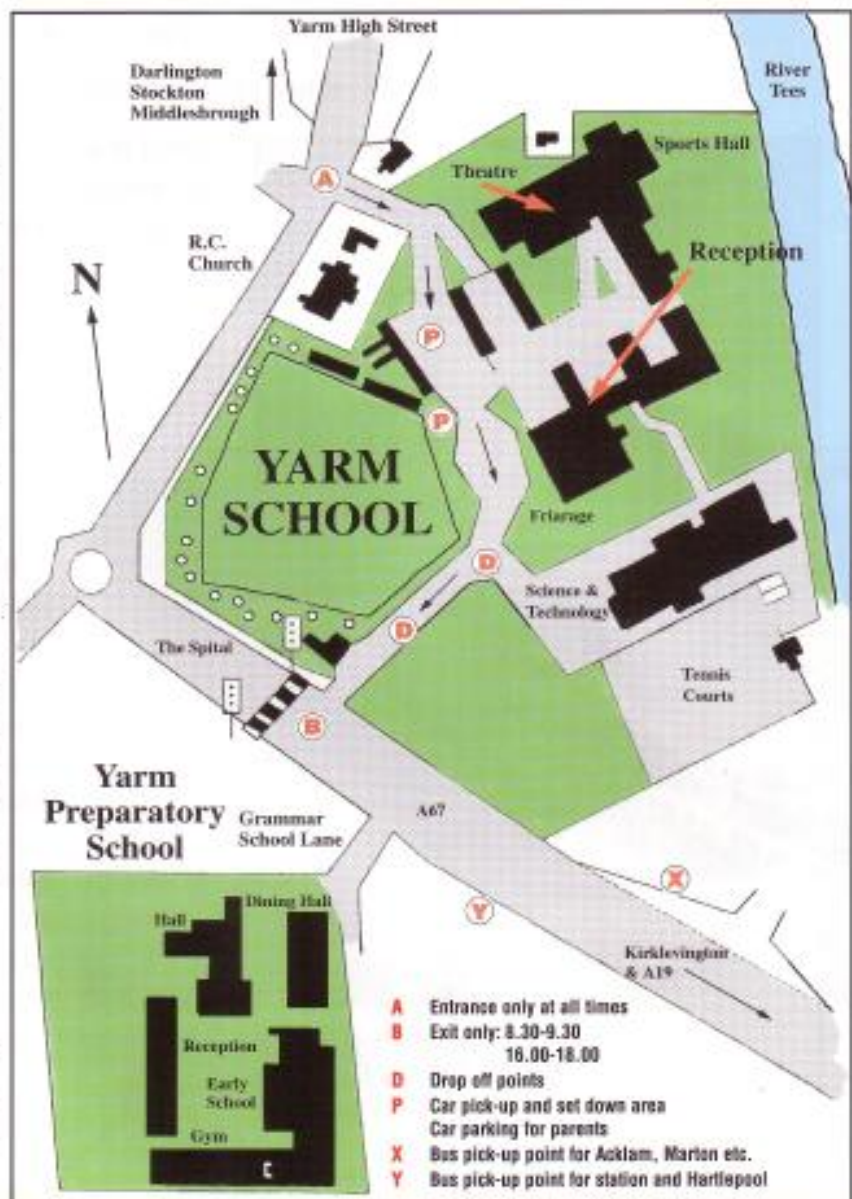 Yarm High Street
Darlington
Stockton
Middlesbrough
River
Tees
Sports Hall
Theatre
A
R.C.
Church
Reception
N
P
P
YARM
SCHOOL
Friarage
D
Science &
Technology
D
The Spital
Tennis
Courts
B
Yarm
Preparatory
School
A67
Grammar
School Lane
X
Dining Hall
Y
Hall
Kirklevington
& A19
Reception
Early
School
Gym
A Entrance only at all times
B Exit only: 8.30-9.30
16.00-18.00
D Drop off points
P Car pick-up and set down area
Car parking for parents
X Bus pick-up point for Acklam, Marton etc.
Y Bus pick-up point for station and Hartlepool